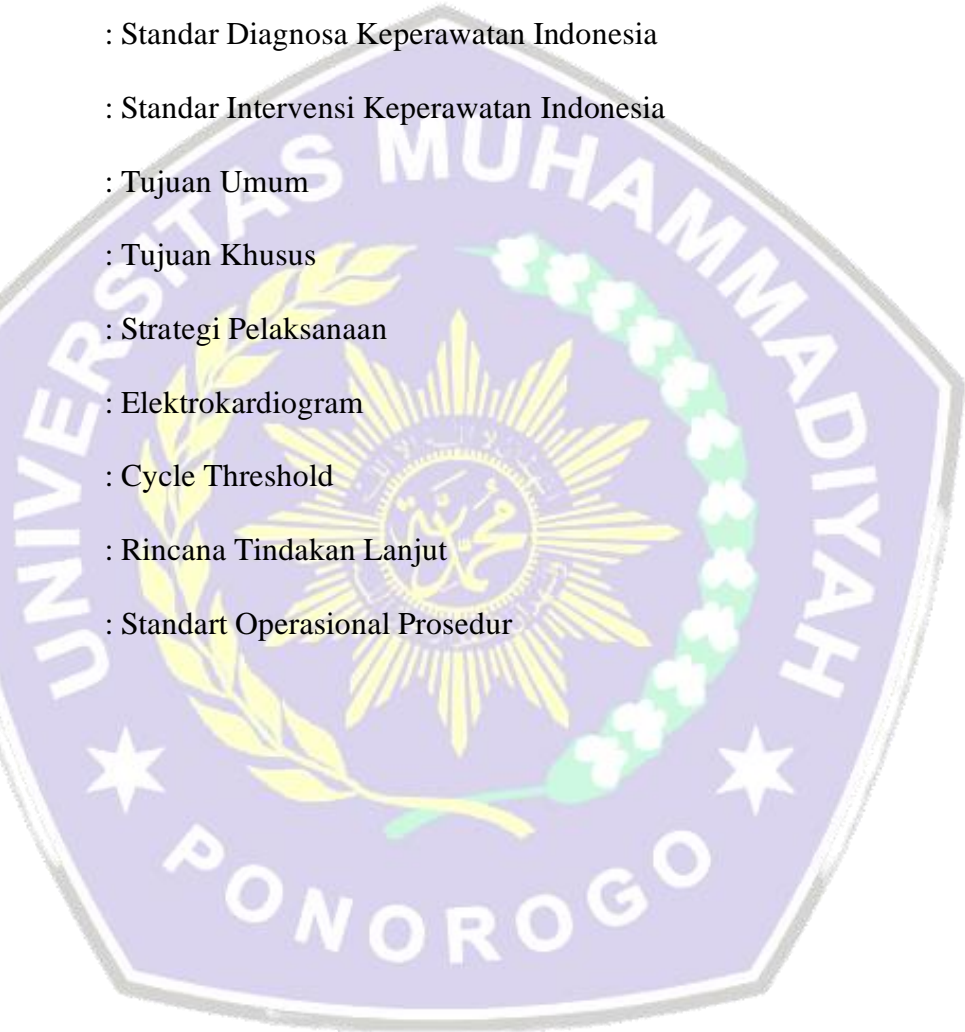 : Standar Diagnosa Keperawatan Indonesia
: Standar Intervensi Keperawatan Indonesia
: Tujuan Umum
: Tujuan Khusus
: Strategi Pelaksanaan
: Elektrokardiogram
: Cycle Threshold
: Rincana Tindakan Lanjut
: Standart Operasional Prosedur
UNIVERSITAS MUHAMMADIYAH
PONOROGO
محمدية